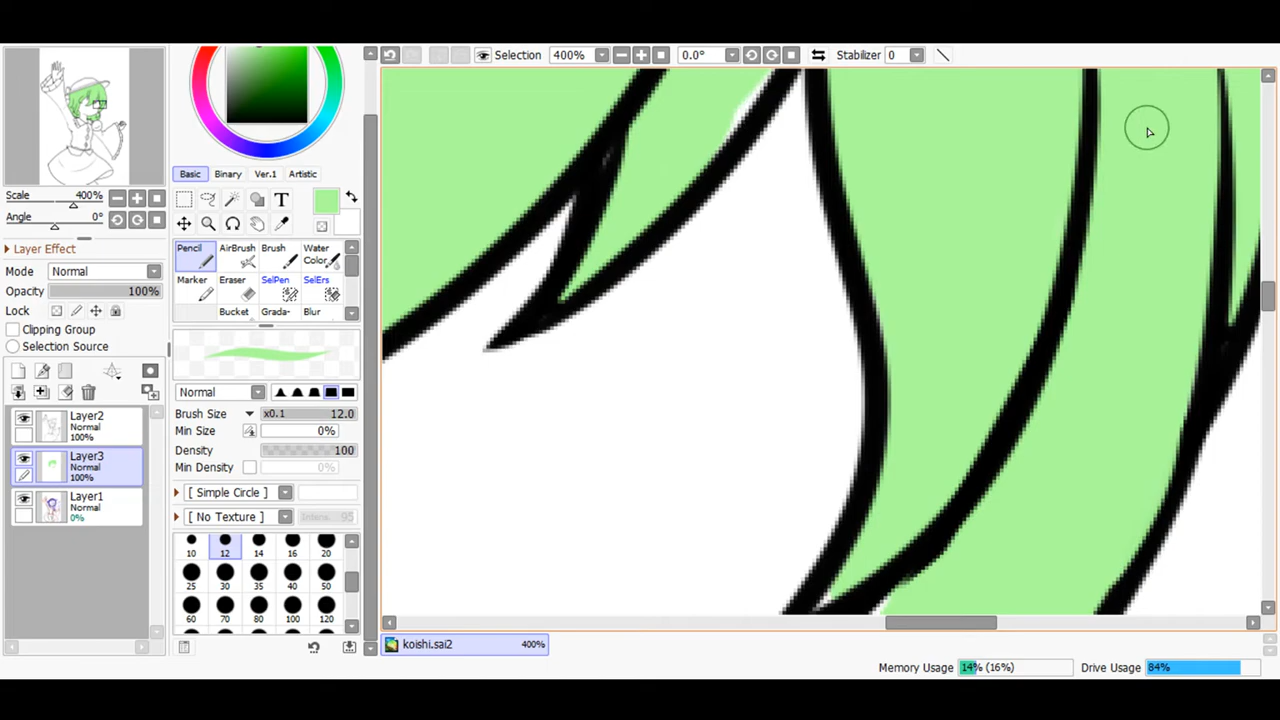 Selection 400% 0.0° Stabilizer 0
Scale 400%
Angle 0°
Layer Effect
Mode Normal
Opacity 100%
Lock
Clipping Group
Selection Source
Layer2
Normal
100%
Layer3
Normal
100%
Layer1
Normal
0%
Basic Binary Ver.1 Artistic
T
Pencil AirBrush Brush Water Color
Marker Eraser SelPen SelErs
Bucket Grada- Blur
Normal
Brush Size x0.1 12.0
Min Size 0%
Density 100
Min Density 0%
[ Simple Circle ]
[ No Texture ] Intens. 95
10 12 14 16 20
25 30 35 40 50
60 70 80 100 120
koishi.sai2 400%
Memory Usage 14% (16%) Drive Usage 84%